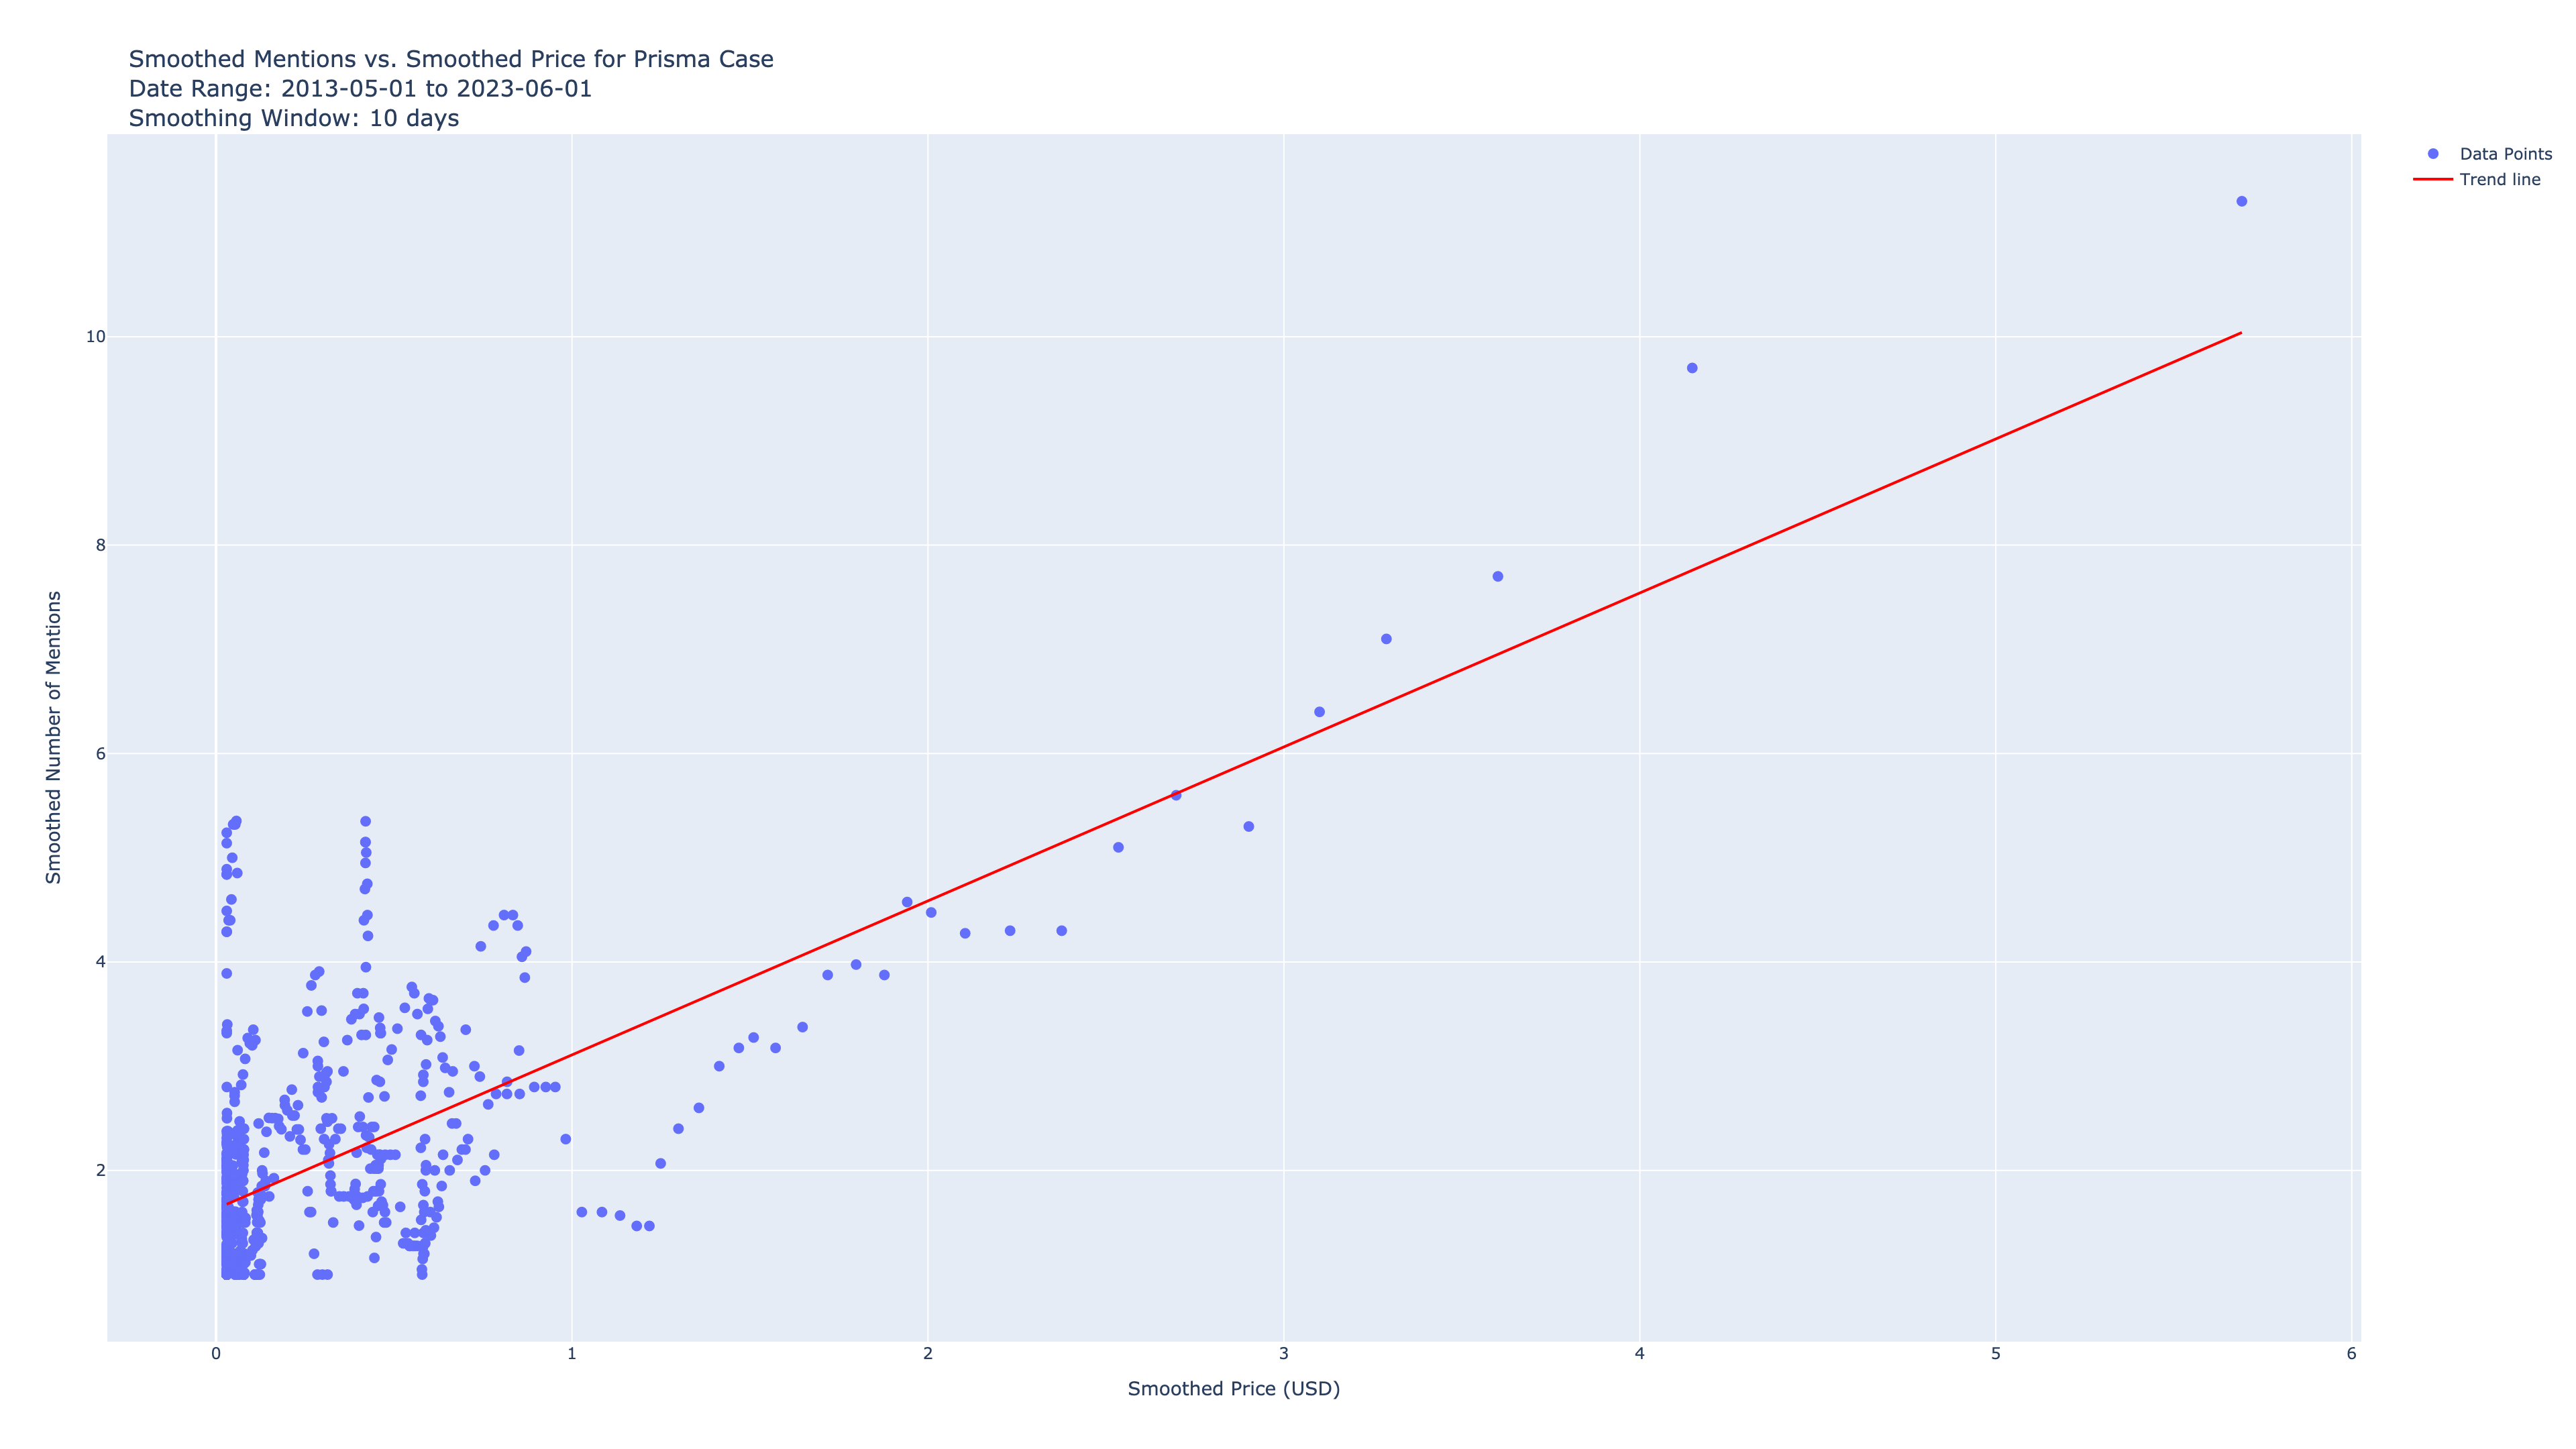 Smoothed Mentions vs. Smoothed Price for Prisma Case
Date Range: 2013-05-01 to 2023-06-01
Smoothing Window: 10 days
Data Points
Trend line
Smoothed Number of Mentions
10
8
6
4
2
0 1 2 3 4 5 6
Smoothed Price (USD)